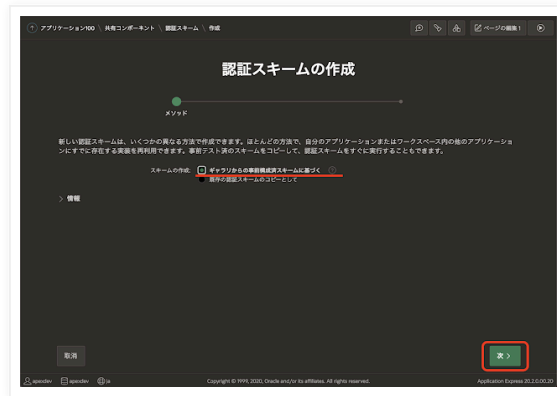 アプリケーション100 \ 共有コンポーネント \ 認証スキーム \ 作成
ページの編集1
認証スキームの作成
メソッド
新しい認証スキームは、いくつかの異なる方法で作成できます。ほとんどの方法で、自分のアプリケーションまたはワークスペース内の他のアプリケーショ
ンにすでに存在する実装を再利用できます。事前テスト済のスキームをコピーして、認証スキームをすぐに実行することもできます。
スキームの作成: ギャラリからの事前構成済スキームに基づく
既存の認証スキームのコピーとして
情報
取消
次
apexdev apexdev ja Copyright © 1999, 2020, Oracle and/or its affiliates. All rights reserved. Application Express 20.2.0.00.20